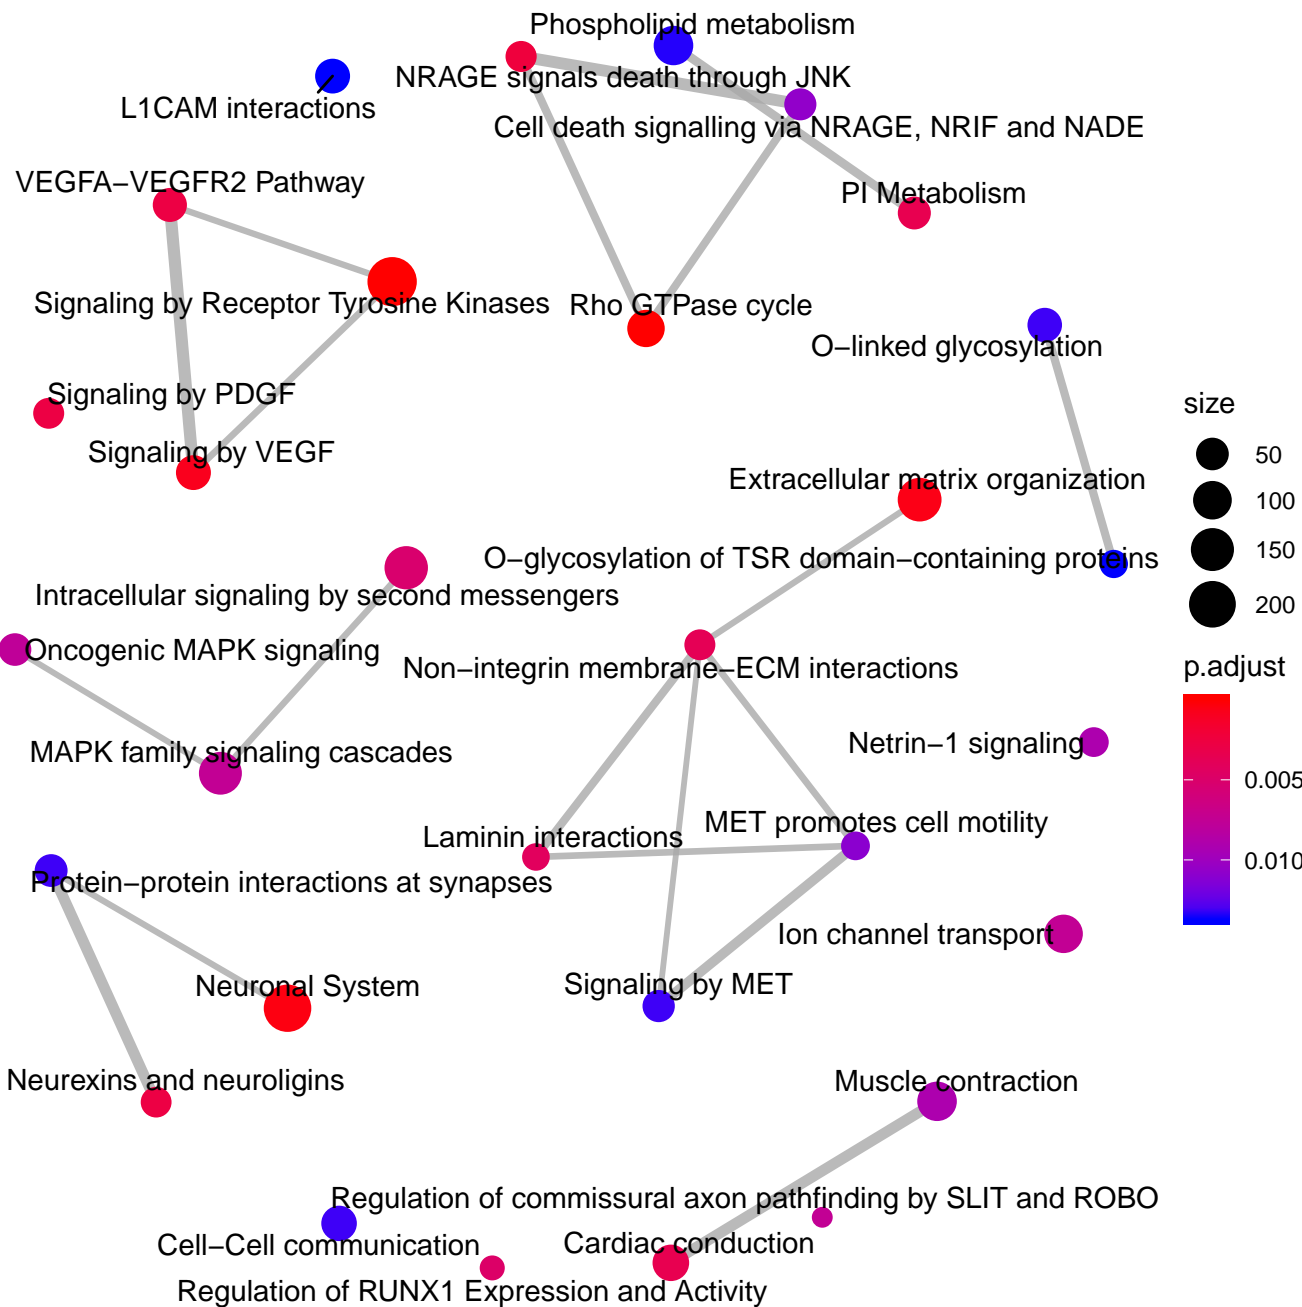 Phospholipid metabolism
NRAGE signals death through JNK
L1CAM interactions
Cell death signalling via NRAGE, NRIF and NADE
VEGFA−VEGFR2 Pathway
PI Metabolism
Signaling by Receptor Tyrosine Kinases
Rho GTPase cycle
O−linked glycosylation
Signaling by PDGF
Signaling by VEGF
Extracellular matrix organization
O−glycosylation of TSR domain−containing proteins
Intracellular signaling by second messengers
Oncogenic MAPK signaling
Non−integrin membrane−ECM interactions
MAPK family signaling cascades
Netrin−1 signaling
Laminin interactions
MET promotes cell motility
Protein−protein interactions at synapses
Ion channel transport
Neuronal System
Signaling by MET
Neurexins and neuroligins
Muscle contraction
Regulation of commissural axon pathfinding by SLIT and ROBO
Cell−Cell communication
Cardiac conduction
Regulation of RUNX1 Expression and Activity
size
50
100
150
200
p.adjust
0.005
0.010